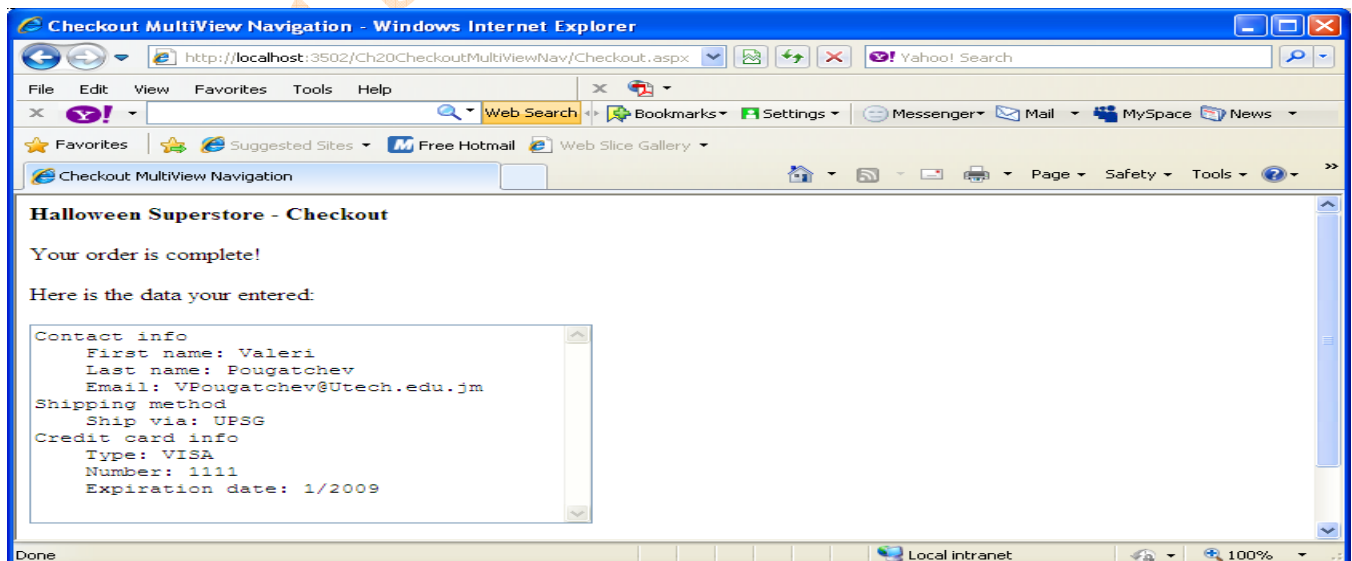 Checkout MultiView Navigation - Windows Internet Explorer
http://localhost:3502/Ch20CheckoutMultiViewNav/Checkout.aspx Yahoo! Search
File Edit View Favorites Tools Help
Y! Web Search Bookmarks Settings Messenger Mail MySpace News
Favorites Suggested Sites Free Hotmail Web Slice Gallery
Checkout MultiView Navigation Page Safety Tools
Halloween Superstore - Checkout
Your order is complete!
Here is the data your entered:
Contact info
First name: Valeri
Last name: Pougatchev
Email: VPougatchev@Utech.edu.jm
Shipping method
Ship via: UPSG
Credit card info
Type: VISA
Number: 1111
Expiration date: 1/2009
Done Local intranet 100%